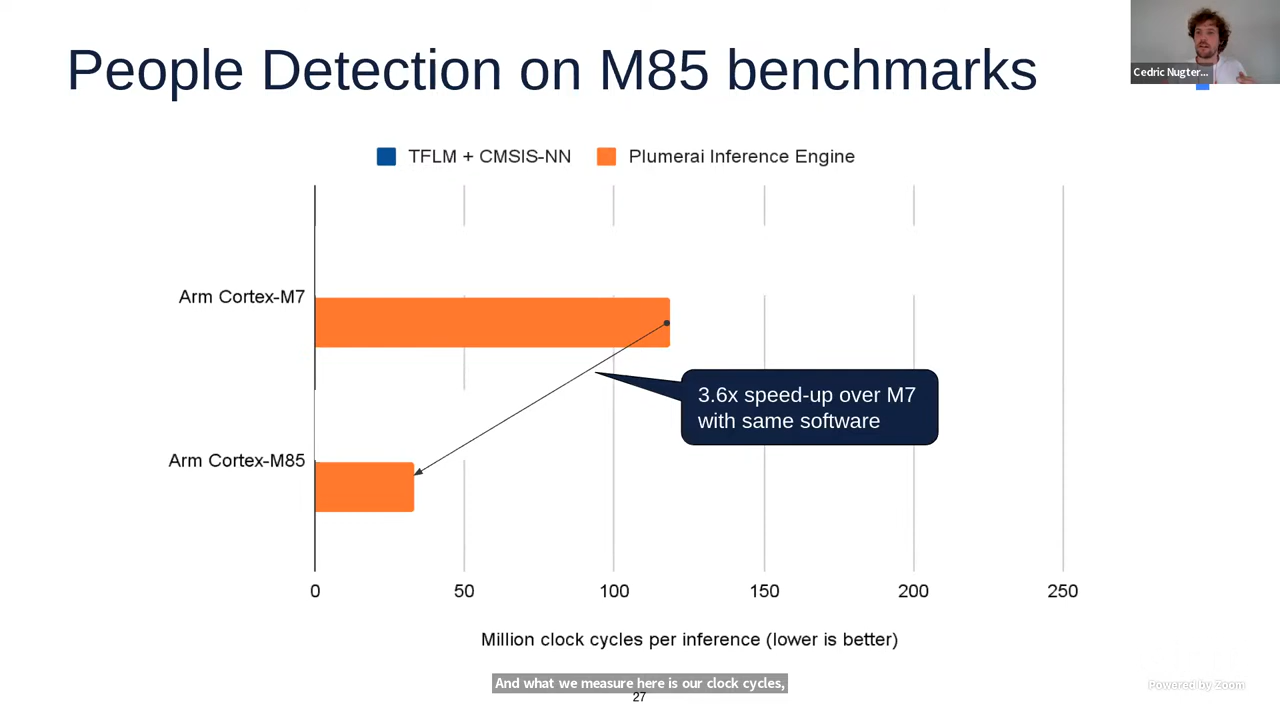 People Detection on M85 benchmarks
Cedric Nugter...
TFLM + CMSIS-NN
Plumerai Inference Engine
Arm Cortex-M7
3.6x speed-up over M7
with same software
Arm Cortex-M85
0
50
100
150
200
250
Million clock cycles per inference (lower is better)
And what we measure here is our clock cycles,
27
Powered by Zoom